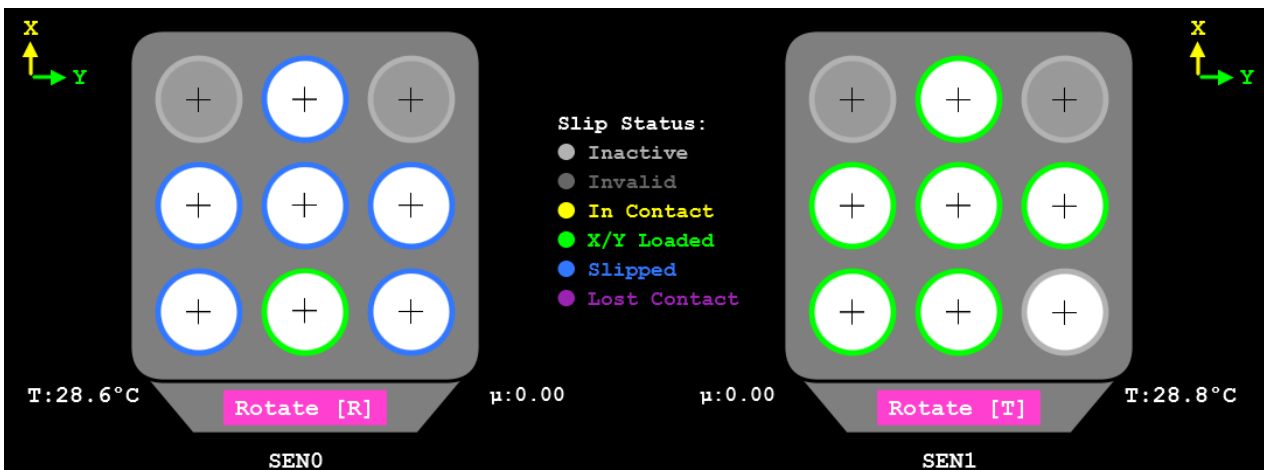 X
Y
X
Y
Slip Status:
Inactive
Invalid
In Contact
X/Y Loaded
Slipped
Lost Contact
T:28.6°C
Rotate [R]
µ:0.00
µ:0.00
Rotate [T]
T:28.8°C
SEN0
SEN1